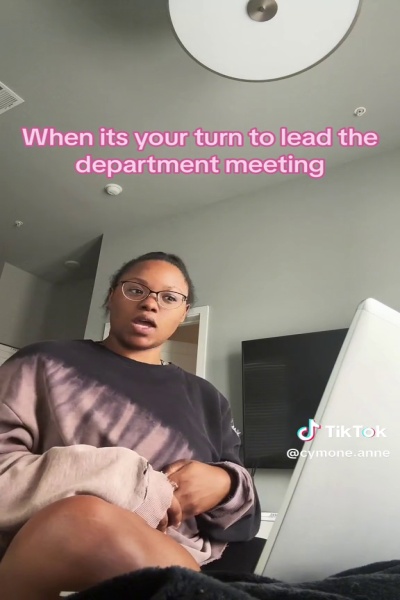 When its your turn to lead the
department meeting
TikTok
@cymone.anne